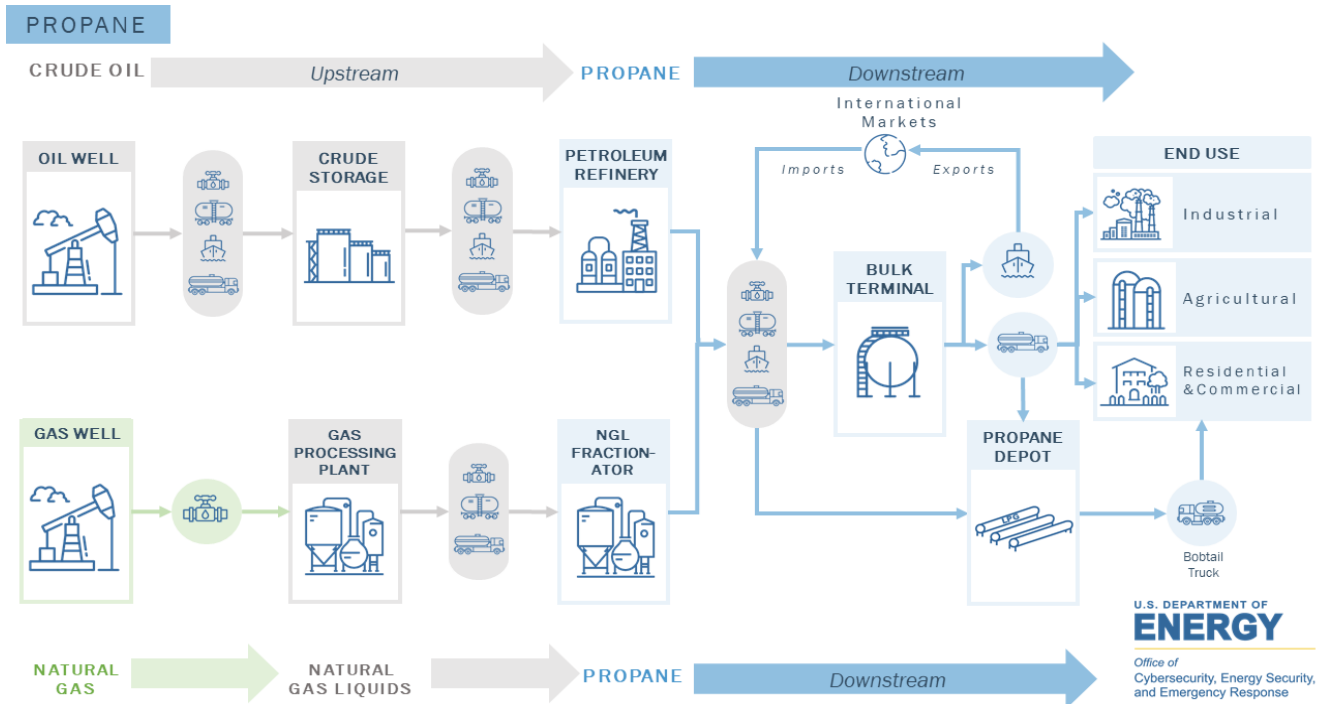 PROPANE
CRUDE OIL
Upstream
PROPANE
Downstream
International
Markets
Imports
Exports
OIL WELL
CRUDE
STORAGE
PETROLEUM
REFINERY
BULK
TERMINAL
END USE
Industrial
Agricultural
Residential
&Commercial
GAS WELL
GAS
PROCESSING
PLANT
NGL
FRACTION-
ATOR
PROPANE
DEPOT
LPG
Bobtail
Truck
NATURAL
GAS
NATURAL
GAS LIQUIDS
PROPANE
Downstream
U.S. DEPARTMENT OF
ENERGY
Office of
Cybersecurity, Energy Security,
and Emergency Response